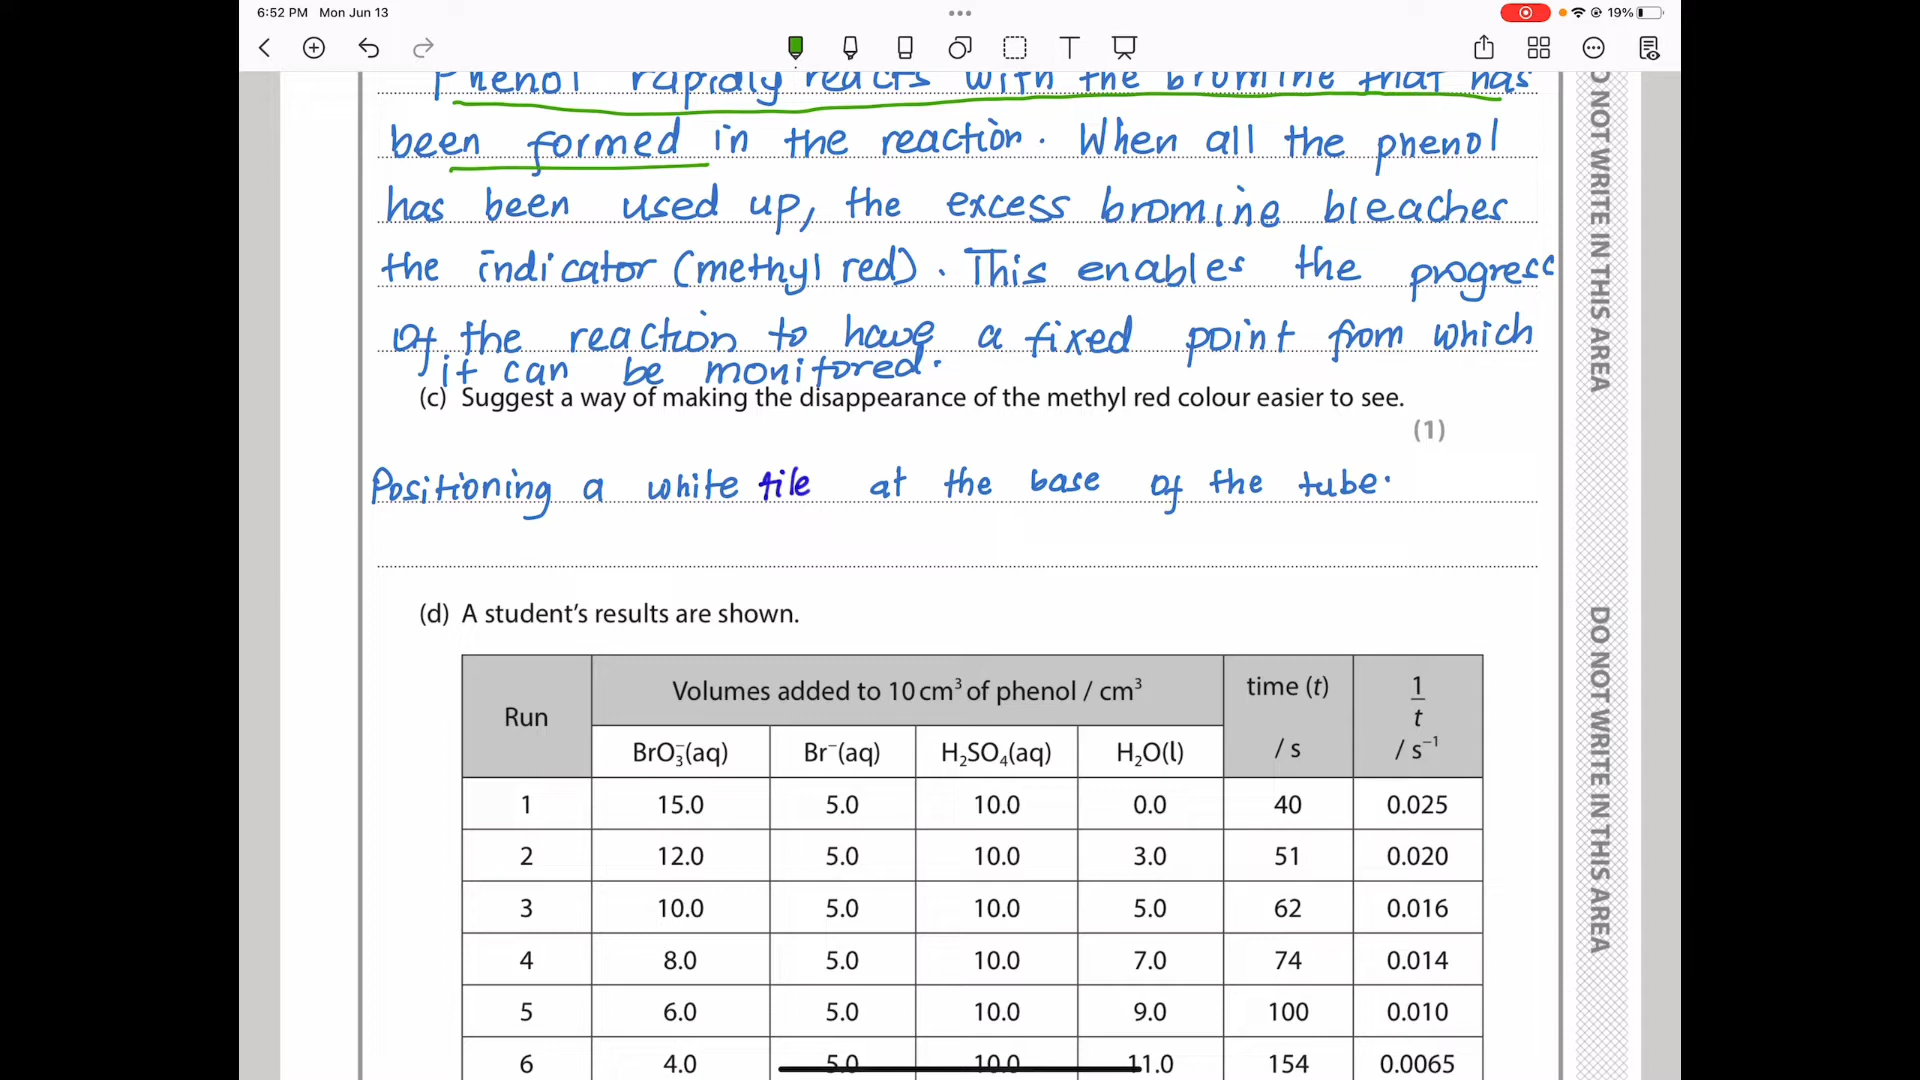 6:52 PM Mon Jun 13
19%
Phenol rapidly reacts with the bromine that has
been formed in the reaction. When all the phenol
has been used up, the excess bromine bleaches
the indicator (methyl red). This enables the progress
of the reaction to have a fixed point from which
it can be monitored.
(c) Suggest a way of making the disappearance of the methyl red colour easier to see.
(1)
Positioning a white tile at the base of the tube.
(d) A student's results are shown.
Run Volumes added to 10 cm³ of phenol / cm³ time (t) / s 1/t / s⁻¹
BrO₃⁻(aq) Br⁻(aq) H₂SO₄(aq) H₂O(l)
1 15.0 5.0 10.0 0.0 40 0.025
2 12.0 5.0 10.0 3.0 51 0.020
3 10.0 5.0 10.0 5.0 62 0.016
4 8.0 5.0 10.0 7.0 74 0.014
5 6.0 5.0 10.0 9.0 100 0.010
6 4.0 5.0 10.0 11.0 154 0.0065
O NOT WRITE IN THIS AREA
DO NOT WRITE IN THIS AREA